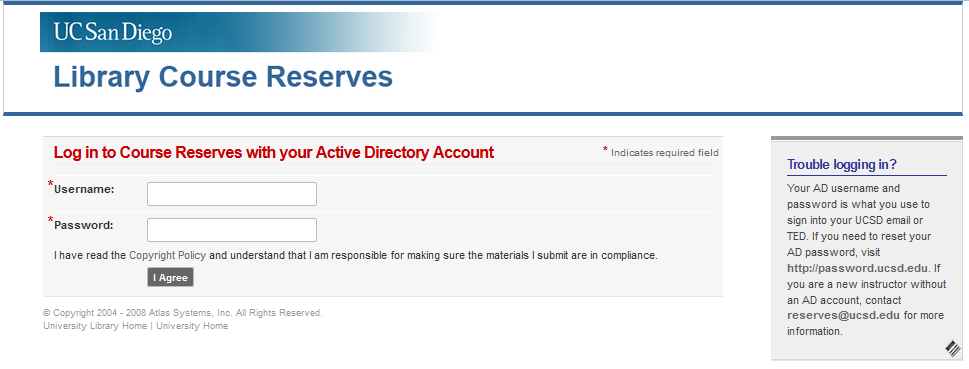 UC San Diego
Library Course Reserves
Log in to Course Reserves with your Active Directory Account
* Indicates required field
*Username:
*Password:
I have read the Copyright Policy and understand that I am responsible for making sure the materials I submit are in compliance.
I Agree
© Copyright 2004 - 2008 Atlas Systems, Inc. All Rights Reserved.
University Library Home | University Home
Trouble logging in?
Your AD username and
password is what you use to
sign into your UCSD email or
TED. If you need to reset your
AD password, visit
http://password.ucsd.edu. If
you are a new instructor without
an AD account, contact
reserves@ucsd.edu for more
information.